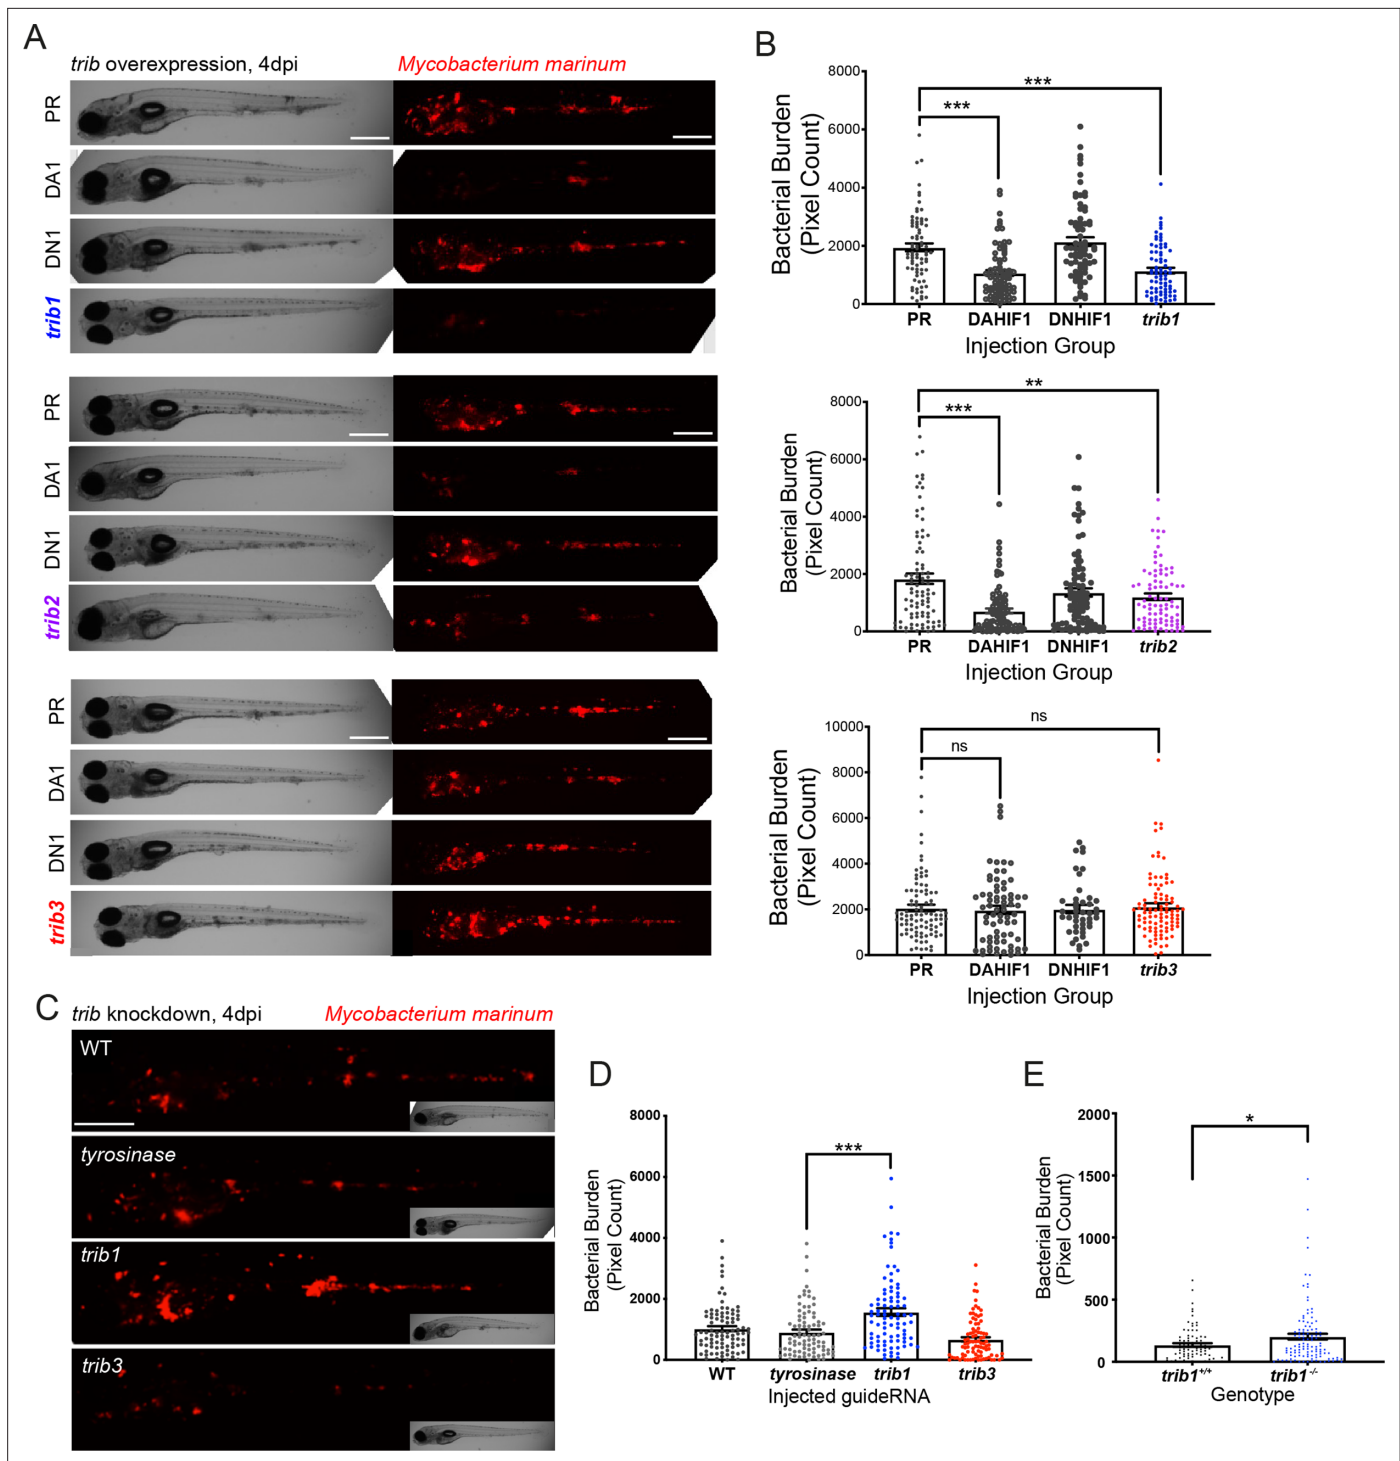 A
trib overexpression, 4dpi
Mycobacterium marinum
PR
DA1
DN1
trib1
PR
DA1
DN1
trib2
PR
DA1
DN1
trib3
B
8000
6000
4000
2000
0
Bacterial Burden
(Pixel Count)
***
***
PR DAHIF1 DNHIF1 trib1
Injection Group
8000
6000
4000
2000
0
Bacterial Burden
(Pixel Count)
**
***
PR DAHIF1 DNHIF1 trib2
Injection Group
10000
8000
6000
4000
2000
0
Bacterial Burden
(Pixel Count)
ns
ns
PR DAHIF1 DNHIF1 trib3
Injection Group
C
trib knockdown, 4dpi
Mycobacterium marinum
WT
tyrosinase
trib1
trib3
D
8000
6000
4000
2000
0
Bacterial Burden
(Pixel Count)
***
WT tyrosinase trib1 trib3
Injected guideRNA
E
2000
1500
1000
500
0
Bacterial Burden
(Pixel Count)
*
trib1+/+ trib1-/-
Genotype